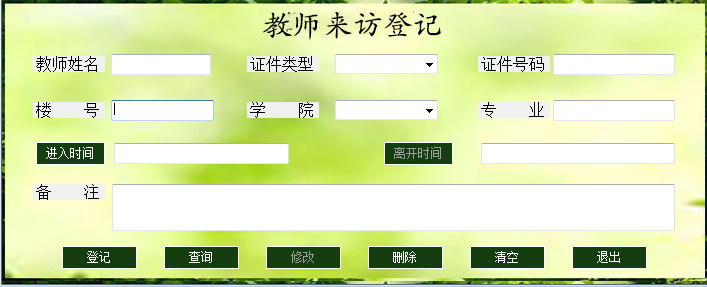 教师来访登记
教师姓名 证件类型 证件号码
楼 号 学 院 专 业
进入时间 离开时间
备 注
登记 查询 修改 删除 清空 退出